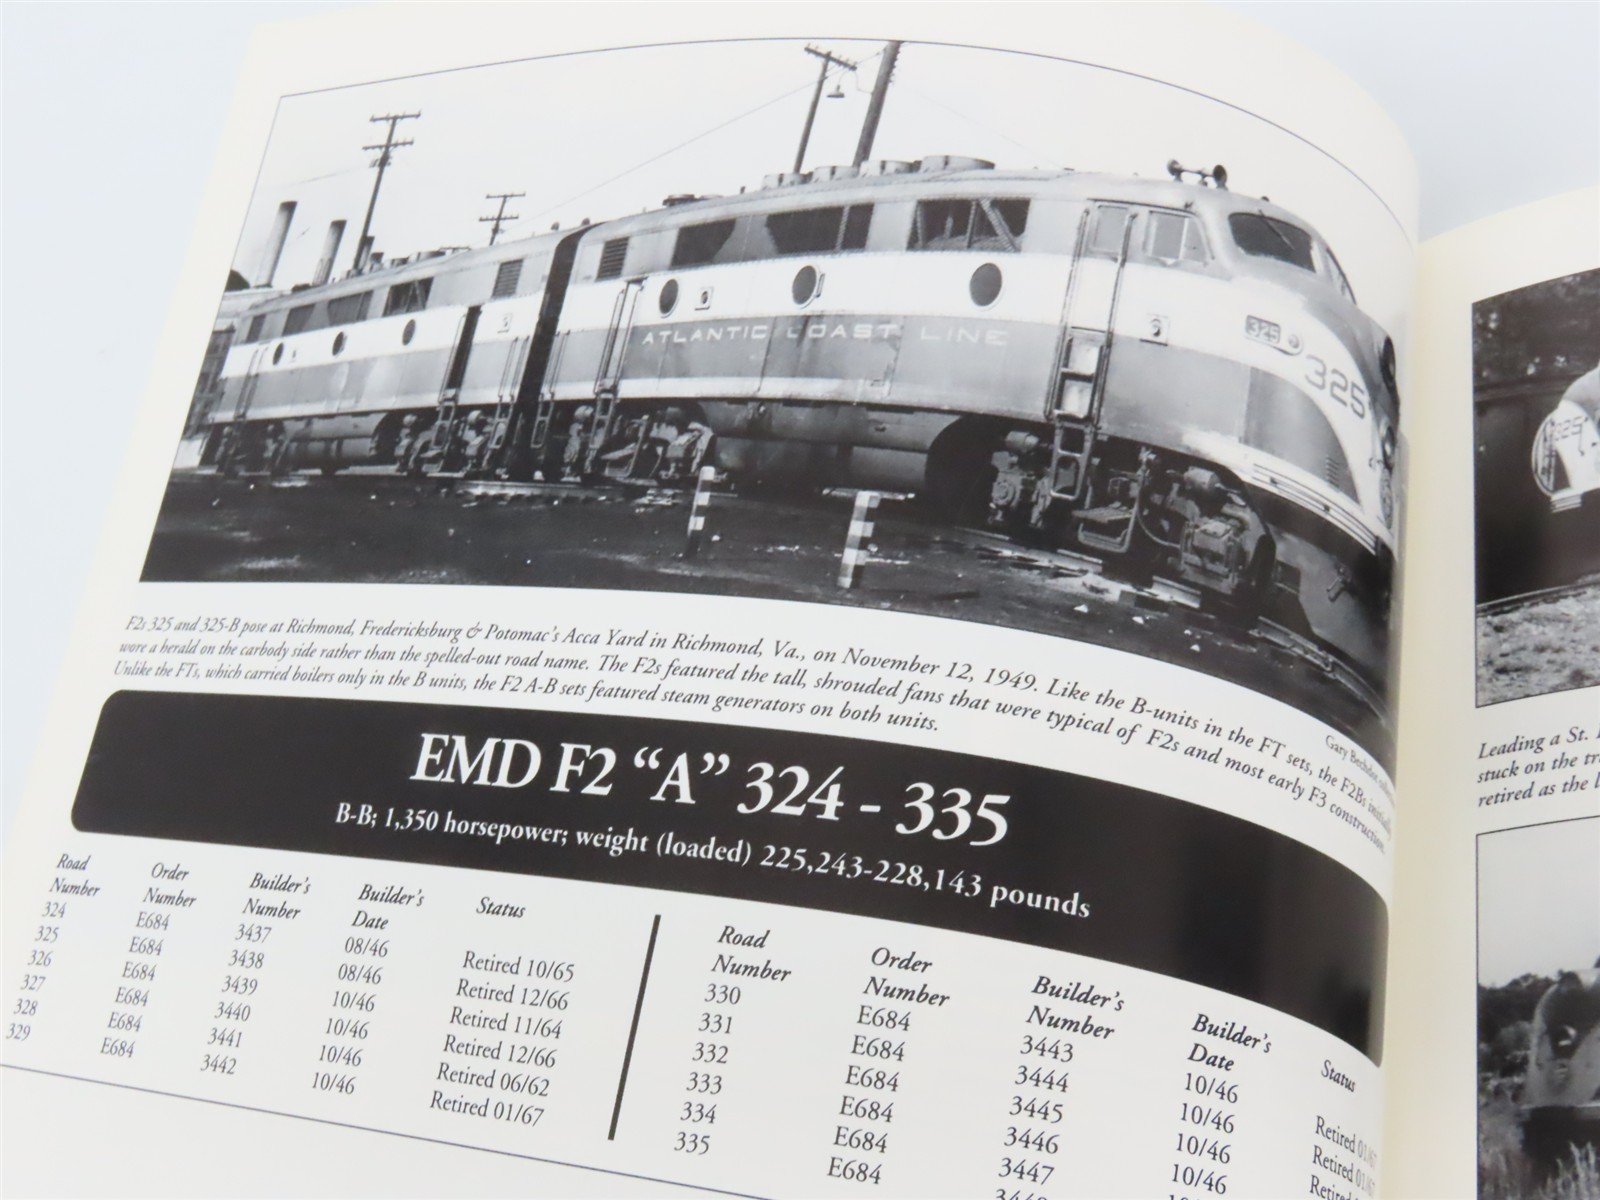 ATLANTIC COAST LINE
325
325
325
F2s 325 and 325-B pose at Richmond, Fredericksburg & Potomac's Acca Yard in Richmond, Va., on November 12, 1949. Like the B-units in the FT sets, the F2Bs initially
wore a herald on the carbody side rather than the spelled-out road name. The F2s featured the tall, shrouded fans that were typical of F2s and most early F3 construction.
Unlike the FTs, which carried boilers only in the B units, the F2 A-B sets featured steam generators on both units.
Gary
EMD F2 “A” 324 - 335
B-B; 1,350 horsepower; weight (loaded) 225,243-228,143 pounds
Road Order Builder's Builder's Status
Number Number Number Date
324 E684 3437 08/46 Retired 10/65
325 E684 3438 08/46 Retired 12/66
326 E684 3439 10/46 Retired 11/64
327 E684 3440 10/46 Retired 12/66
328 E684 3441 10/46 Retired 06/62
329 E684 3442 10/46 Retired 01/67
Road Order Builder's Builder's Status
Number Number Number Date
330 E684 3443 10/46 Retired
331 E684 3444 10/46 Retired
332 E684 3445 10/46 Retired
333 E684 3446 10/46
334 E684 3447
335 E684
Leading a St.
stuck on the
retired as the